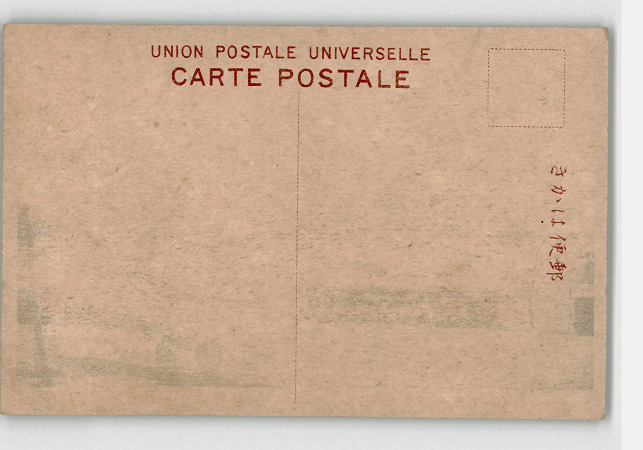 UNION POSTALE UNIVERSELLE
CARTE POSTALE
きかは便郵